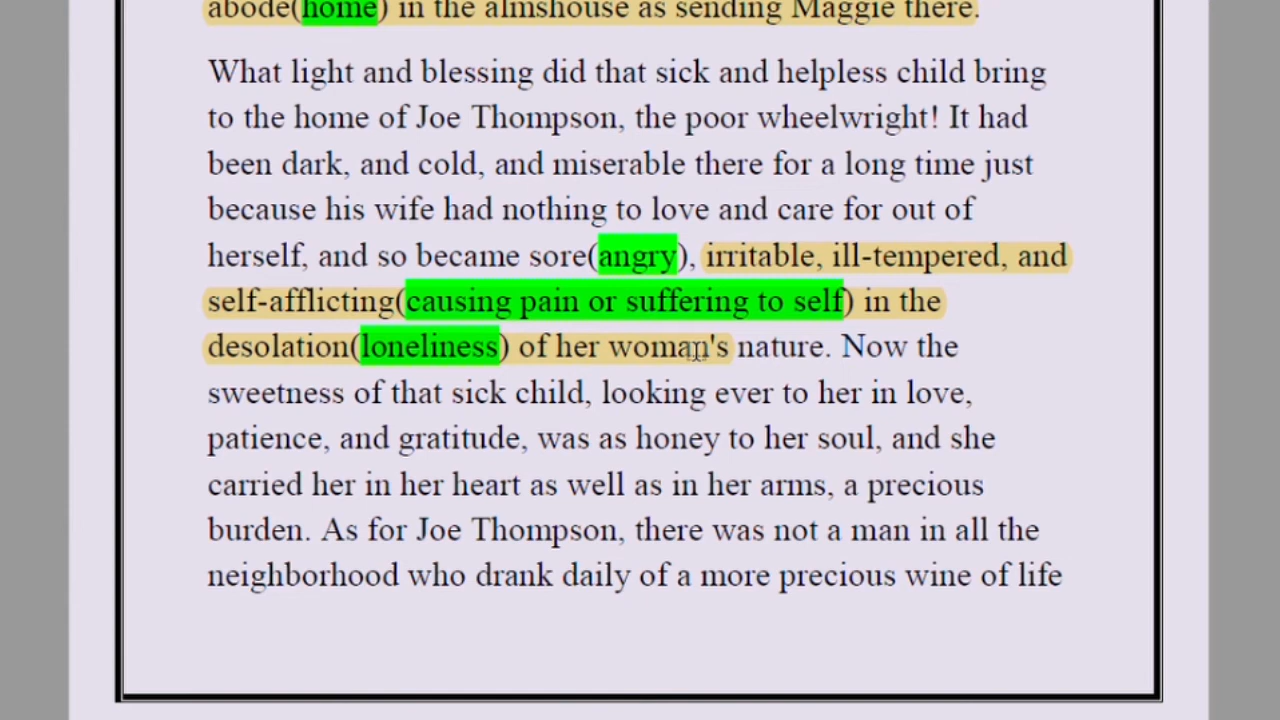 abode(home) in the almshouse as sending Maggie there.
What light and blessing did that sick and helpless child bring
to the home of Joe Thompson, the poor wheelwright! It had
been dark, and cold, and miserable there for a long time just
because his wife had nothing to love and care for out of
herself, and so became sore(angry), irritable, ill-tempered, and
self-afflicting(causing pain or suffering to self) in the
desolation(loneliness) of her woman's nature. Now the
sweetness of that sick child, looking ever to her in love,
patience, and gratitude, was as honey to her soul, and she
carried her in her heart as well as in her arms, a precious
burden. As for Joe Thompson, there was not a man in all the
neighborhood who drank daily of a more precious wine of life